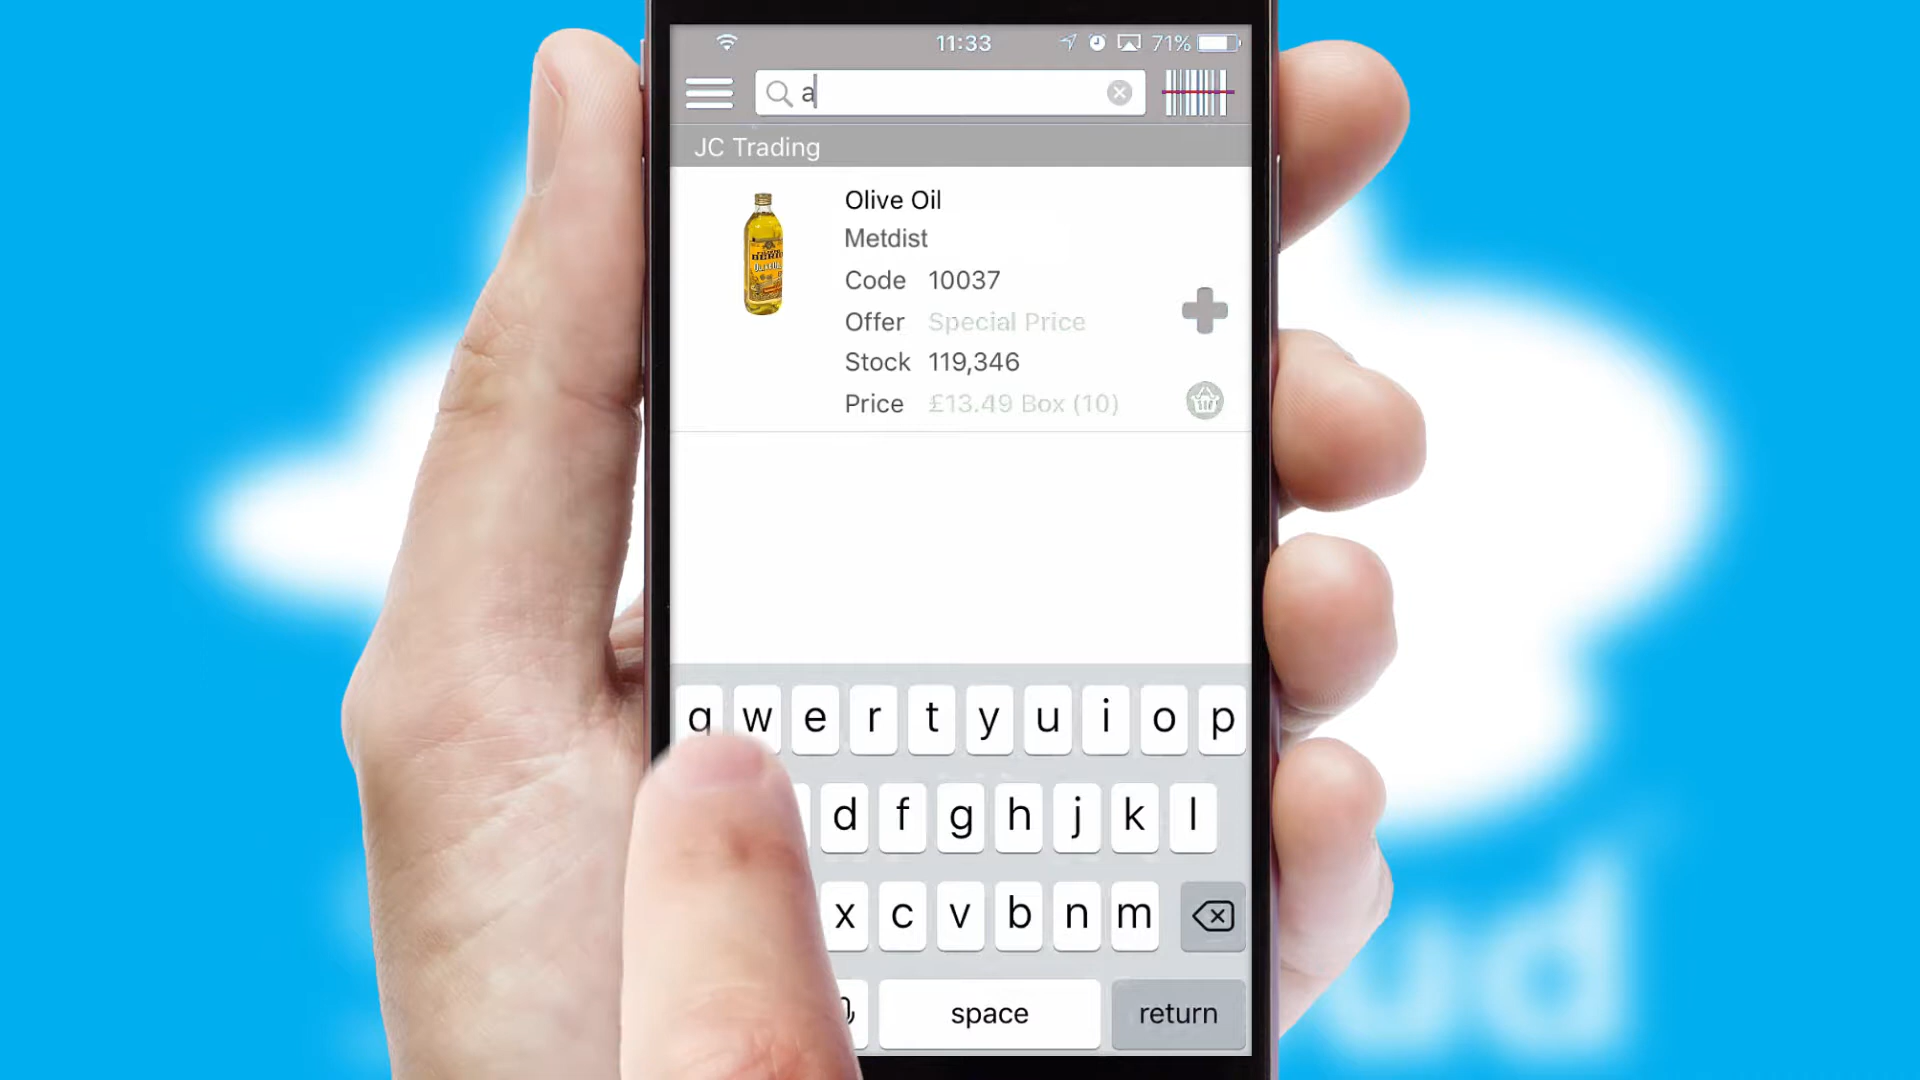 11:33
71%
a
JC Trading
Olive Oil
Metdist
Code 10037
Offer Special Price
Stock 119,346
Price £13.49 Box (10)
q w e r t y u i o p
d f g h j k l
x c v b n m
space return
ud